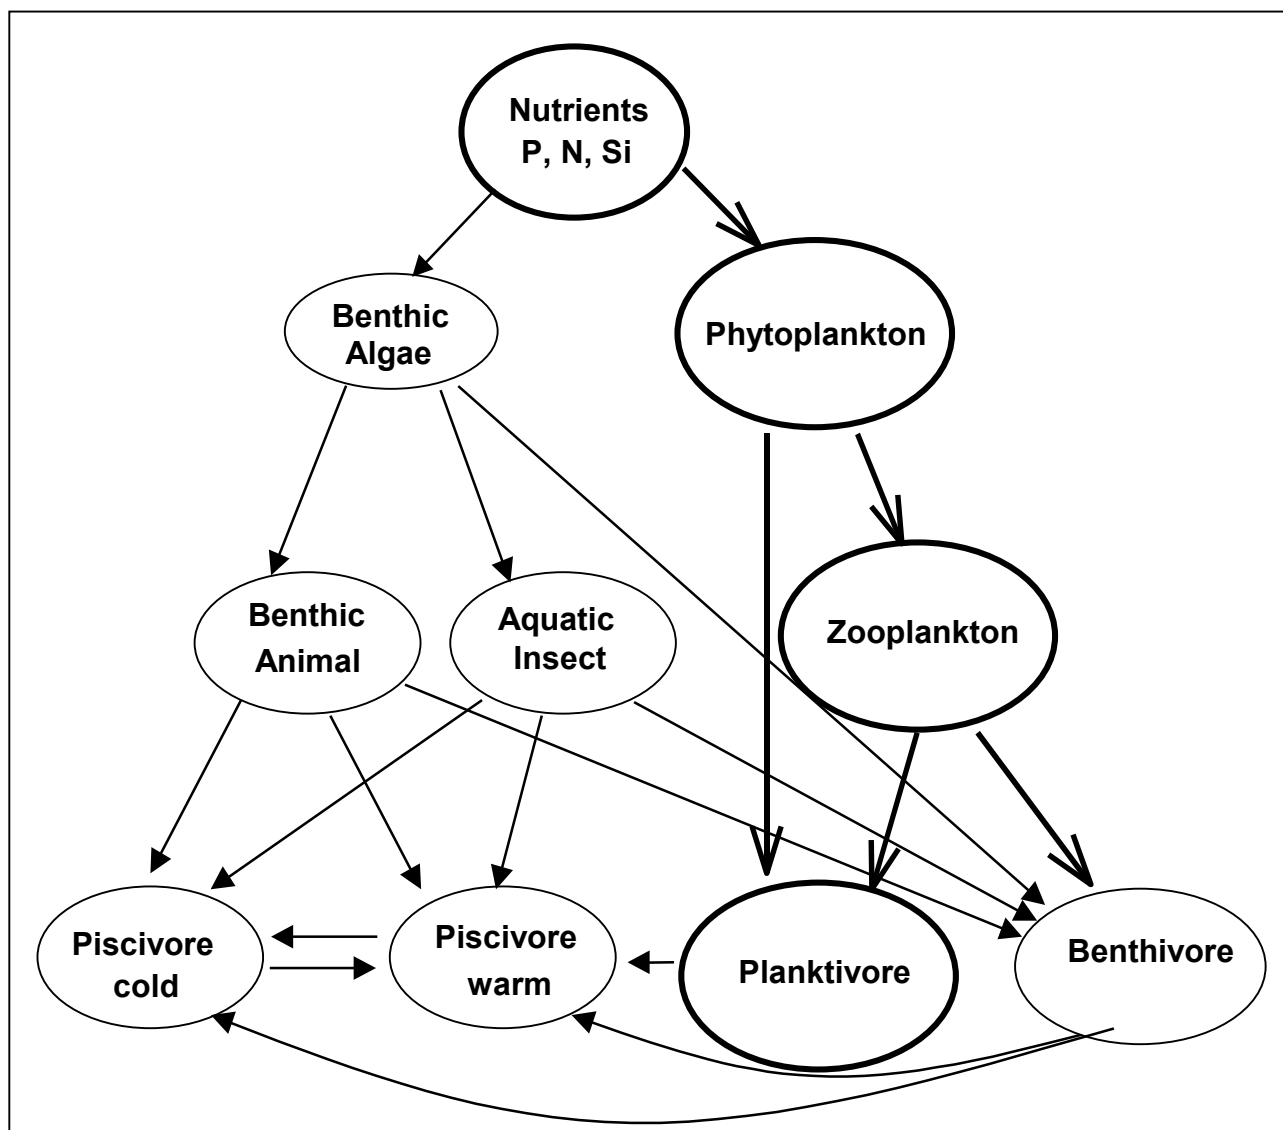 Nutrients
P, N, Si
Benthic
Algae
Phytoplankton
Benthic
Animal
Aquatic
Insect
Zooplankton
Piscivore
cold
Piscivore
warm
Planktivore
Benthivore